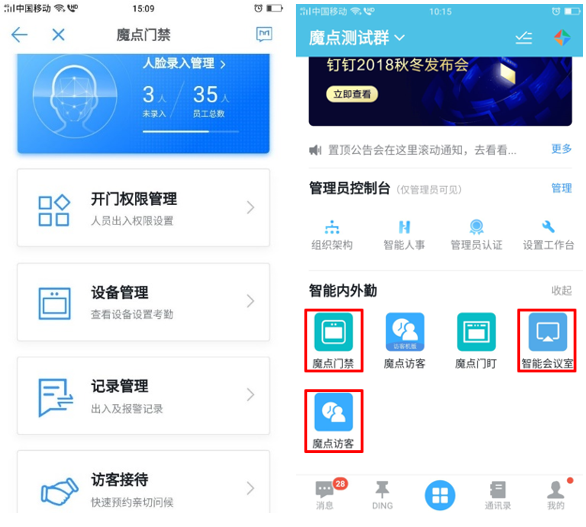 中国移动
15:09
魔点门禁
人脸录入管理
3人
未录入
35人
员工总数
开门权限管理
人员出入权限设置
设备管理
查看设备设置考勤
记录管理
出入及报警记录
访客接待
快速预约亲切问候
中国移动
10:15
魔点测试群
钉钉2018秋冬发布会
立即查看
置顶公告会在这里滚动通知，去看看...
更多
管理员控制台（仅管理员可见）
管理
组织架构
智能人事
管理员认证
设置工作台
智能内外勤
收起
访客机版
魔点门禁
魔点访客
魔点门盯
智能会议室
魔点访客
28
消息
DING
通讯录
我的